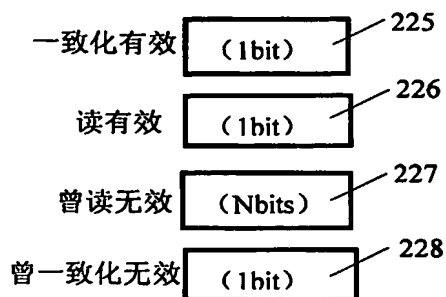 一致化有效 （1bit） 225
读有效 （1bit） 226
曾读无效 （Nbits） 227
曾一致化无效 （1bit） 228